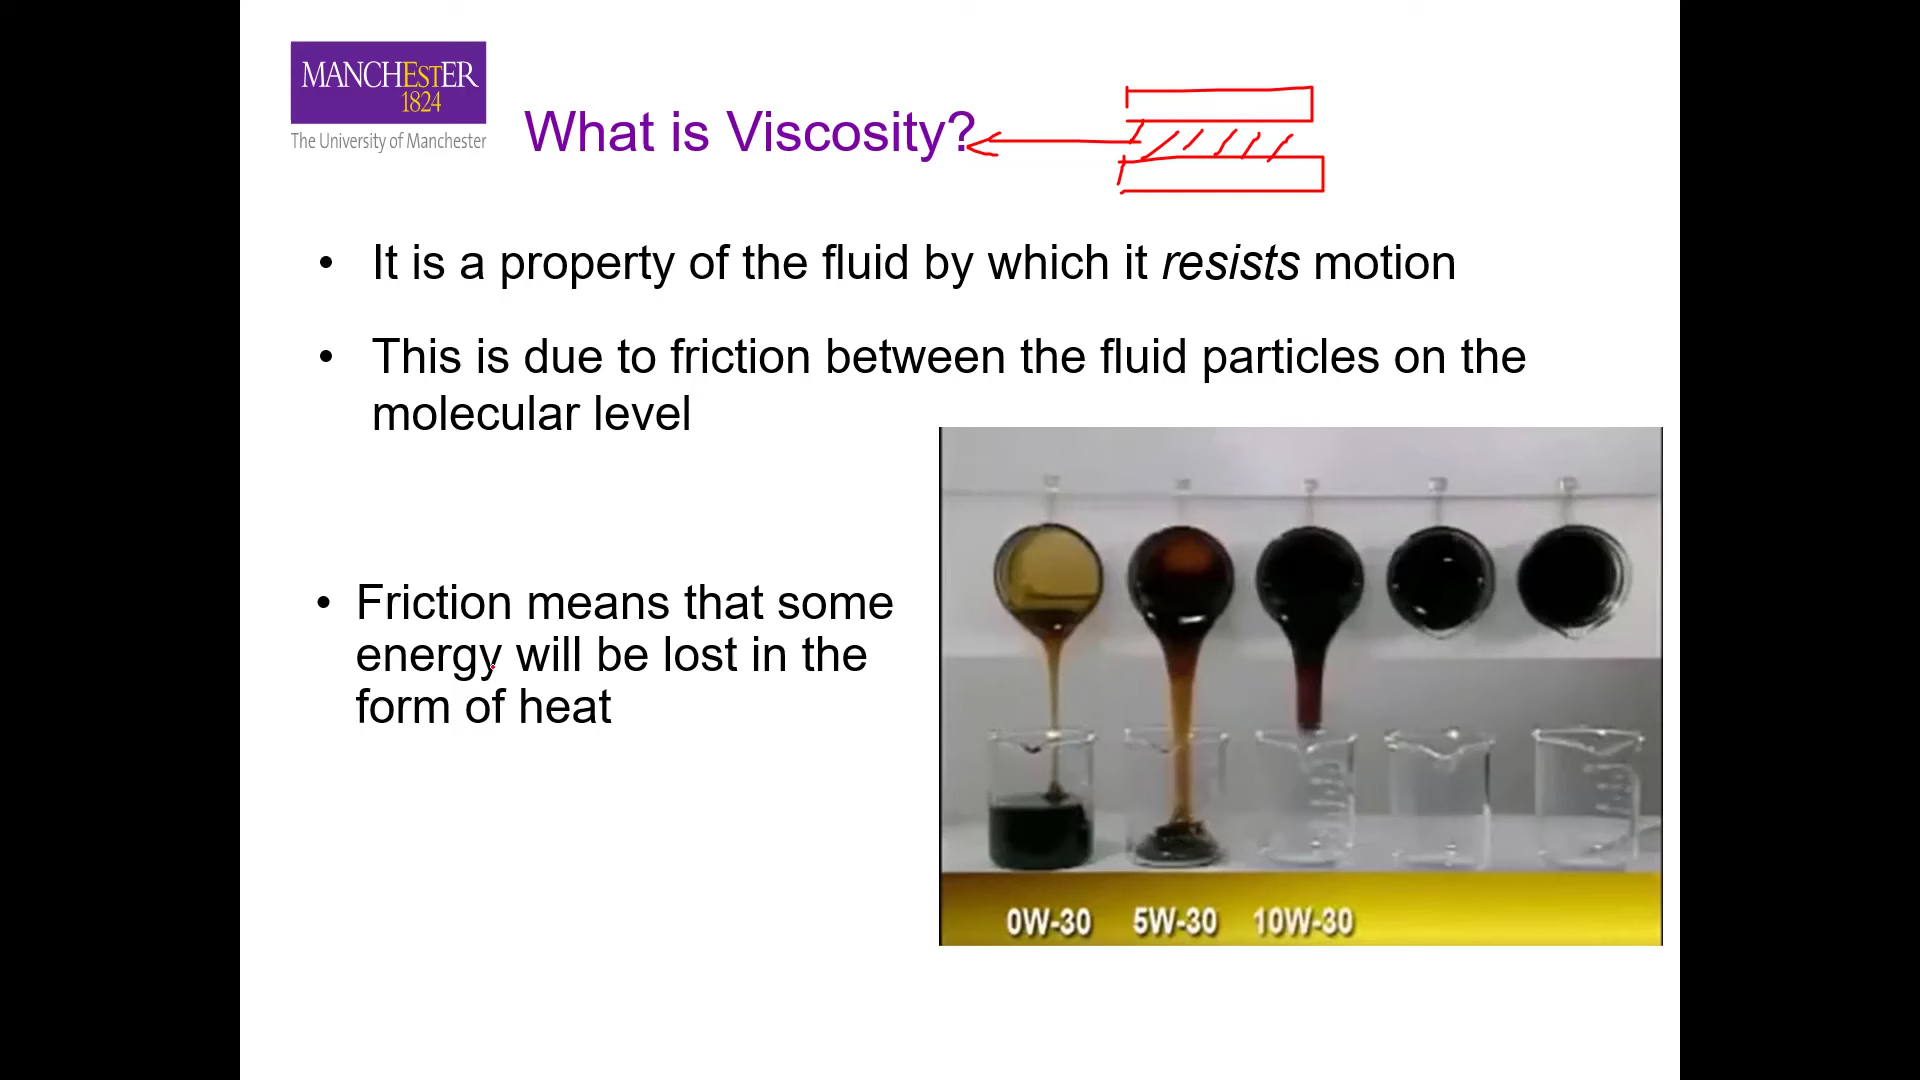 MANCHESTER
1824
The University of Manchester
What is Viscosity?
• It is a property of the fluid by which it resists motion
• This is due to friction between the fluid particles on the
molecular level
• Friction means that some
energy will be lost in the
form of heat
0W-30 5W-30 10W-30